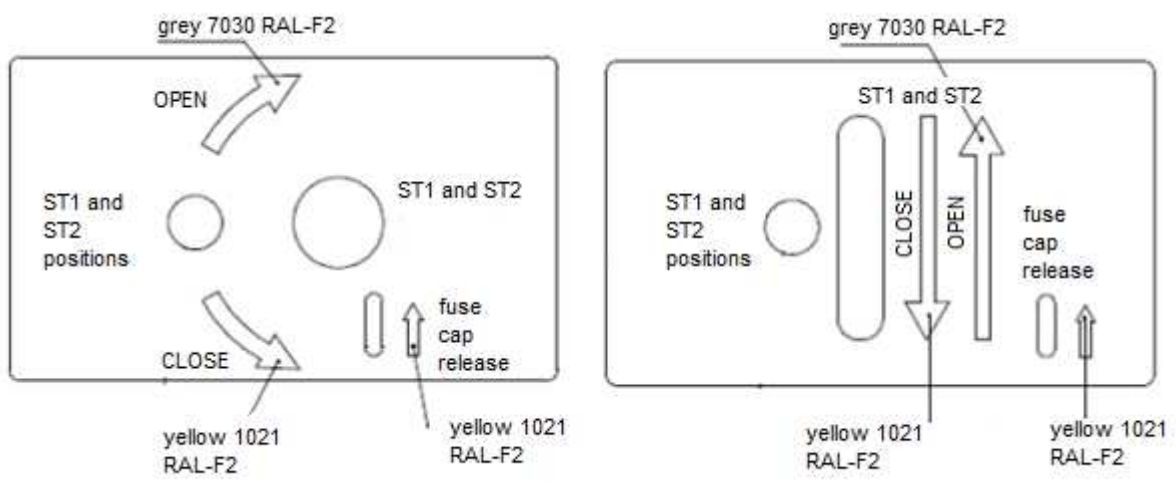 grey 7030 RAL-F2
OPEN
ST1 and
ST2
positions
ST1 and ST2
fuse
cap
release
CLOSE
yellow 1021
RAL-F2
yellow 1021
RAL-F2
grey 7030 RAL-F2
ST1 and ST2
ST1 and
ST2
positions
CLOSE
OPEN
fuse
cap
release
yellow 1021
RAL-F2
yellow 1021
RAL-F2